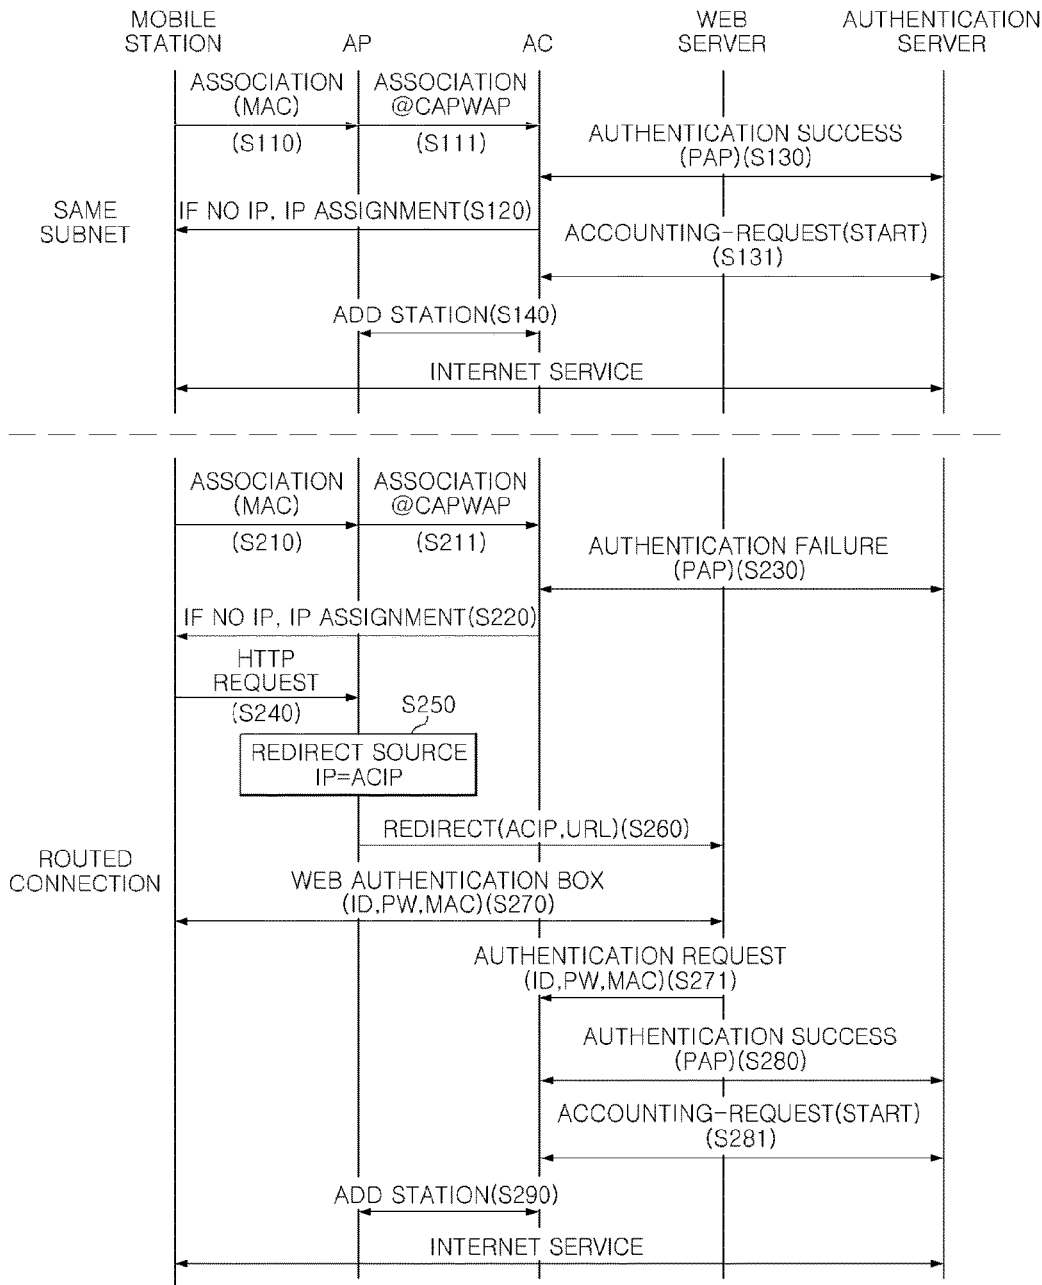 MOBILE
STATION
AP
AC
WEB
SERVER
AUTHENTICATION
SERVER
ASSOCIATION
(MAC)
(S110)
ASSOCIATION
@CAPWAP
(S111)
AUTHENTICATION SUCCESS
(PAP)(S130)
SAME
SUBNET
IF NO IP, IP ASSIGNMENT(S120)
ACCOUNTING-REQUEST(START)
(S131)
ADD STATION(S140)
INTERNET SERVICE
ASSOCIATION
(MAC)
(S210)
ASSOCIATION
@CAPWAP
(S211)
AUTHENTICATION FAILURE
(PAP)(S230)
IF NO IP, IP ASSIGNMENT(S220)
HTTP
REQUEST
(S240)
S250
REDIRECT SOURCE
IP=ACIP
REDIRECT(ACIP,URL)(S260)
ROUTED
CONNECTION
WEB AUTHENTICATION BOX
(ID,PW,MAC)(S270)
AUTHENTICATION REQUEST
(ID,PW,MAC)(S271)
AUTHENTICATION SUCCESS
(PAP)(S280)
ACCOUNTING-REQUEST(START)
(S281)
ADD STATION(S290)
INTERNET SERVICE